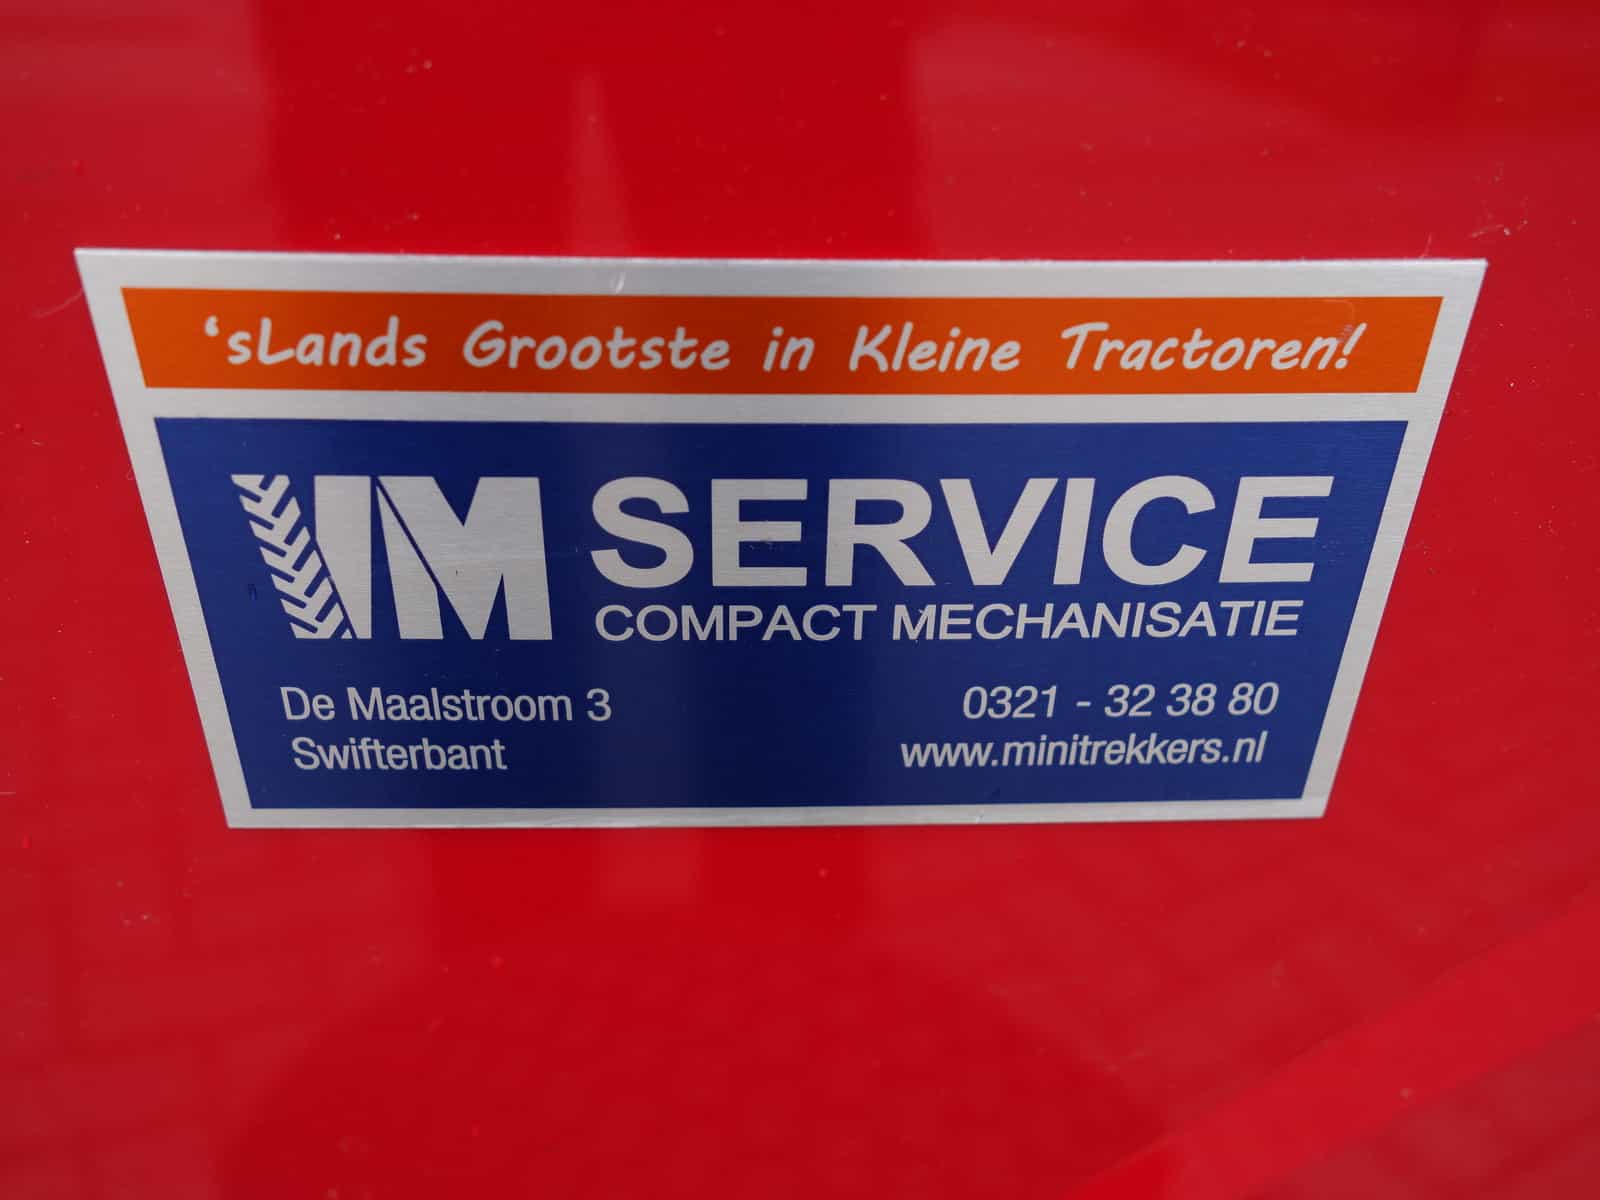 ‘sLands Grootste in Kleine Tractoren!
IM SERVICE
COMPACT MECHANISATIE
De Maalstroom 3
Swifterbant
0321 - 32 38 80
www.minitrekkers.nl